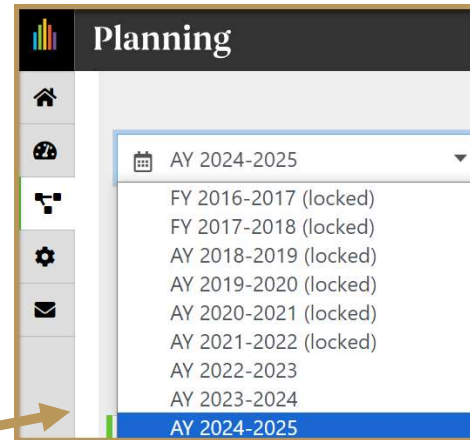 Planning
AY 2024-2025
FY 2016-2017 (locked)
FY 2017-2018 (locked)
AY 2018-2019 (locked)
AY 2019-2020 (locked)
AY 2020-2021 (locked)
AY 2021-2022 (locked)
AY 2022-2023
AY 2023-2024
AY 2024-2025